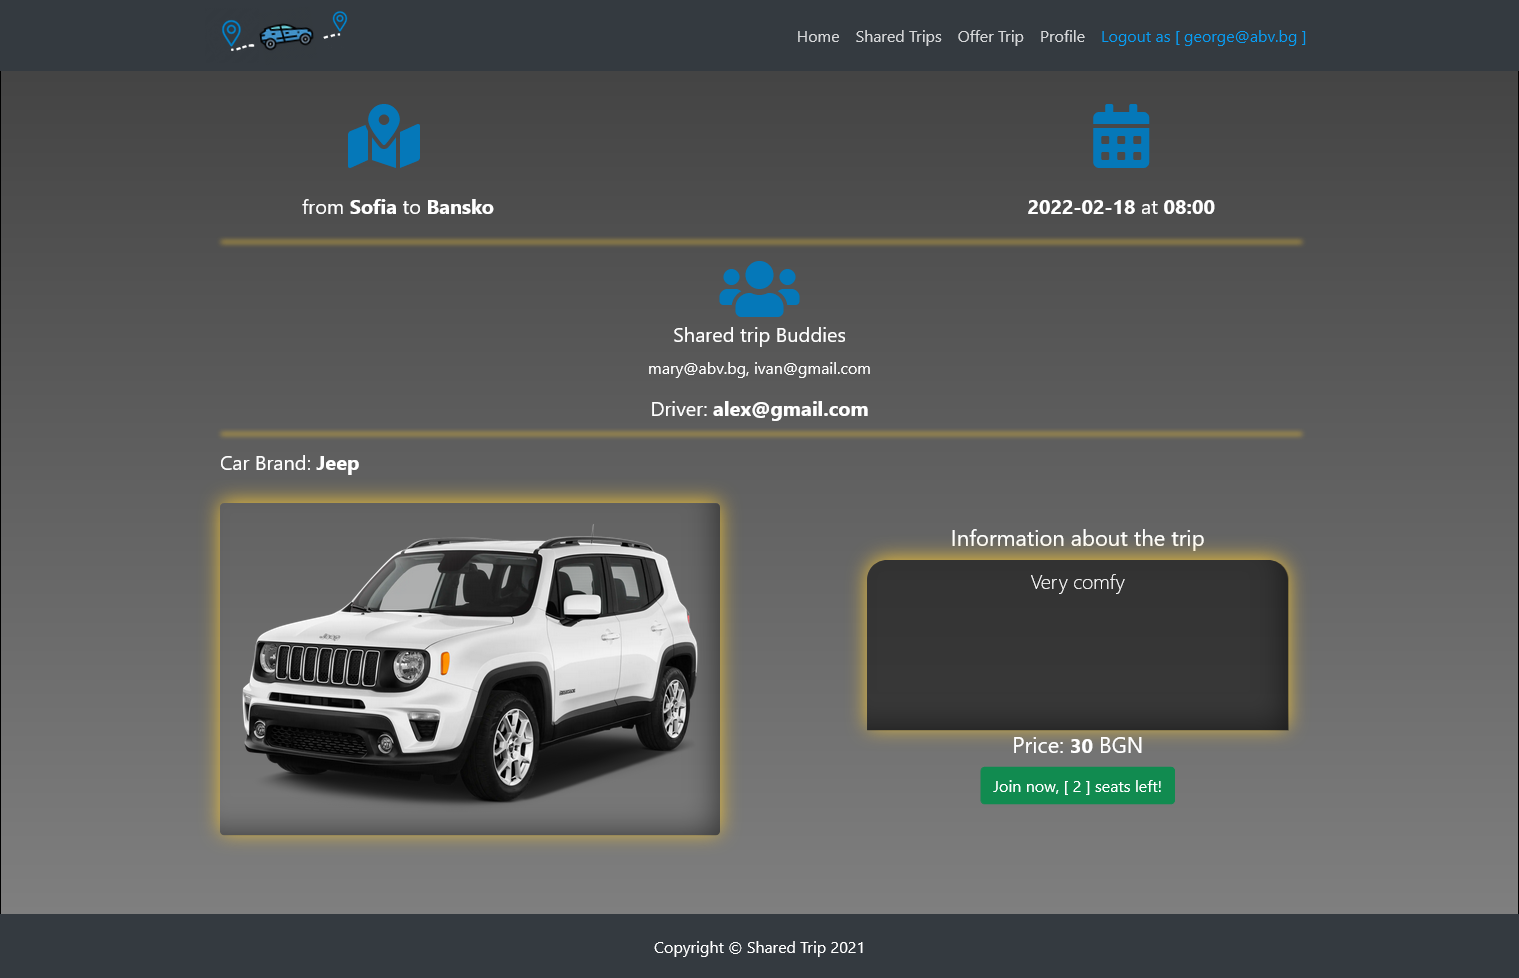 Home Shared Trips Offer Trip Profile Logout as [ george@abv.bg ]
from Sofia to Bansko
2022-02-18 at 08:00
Shared trip Buddies
mary@abv.bg, ivan@gmail.com
Driver: alex@gmail.com
Car Brand: Jeep
Jeep
Information about the trip
Very comfy
Price: 30 BGN
Join now, [ 2 ] seats left!
Copyright © Shared Trip 2021